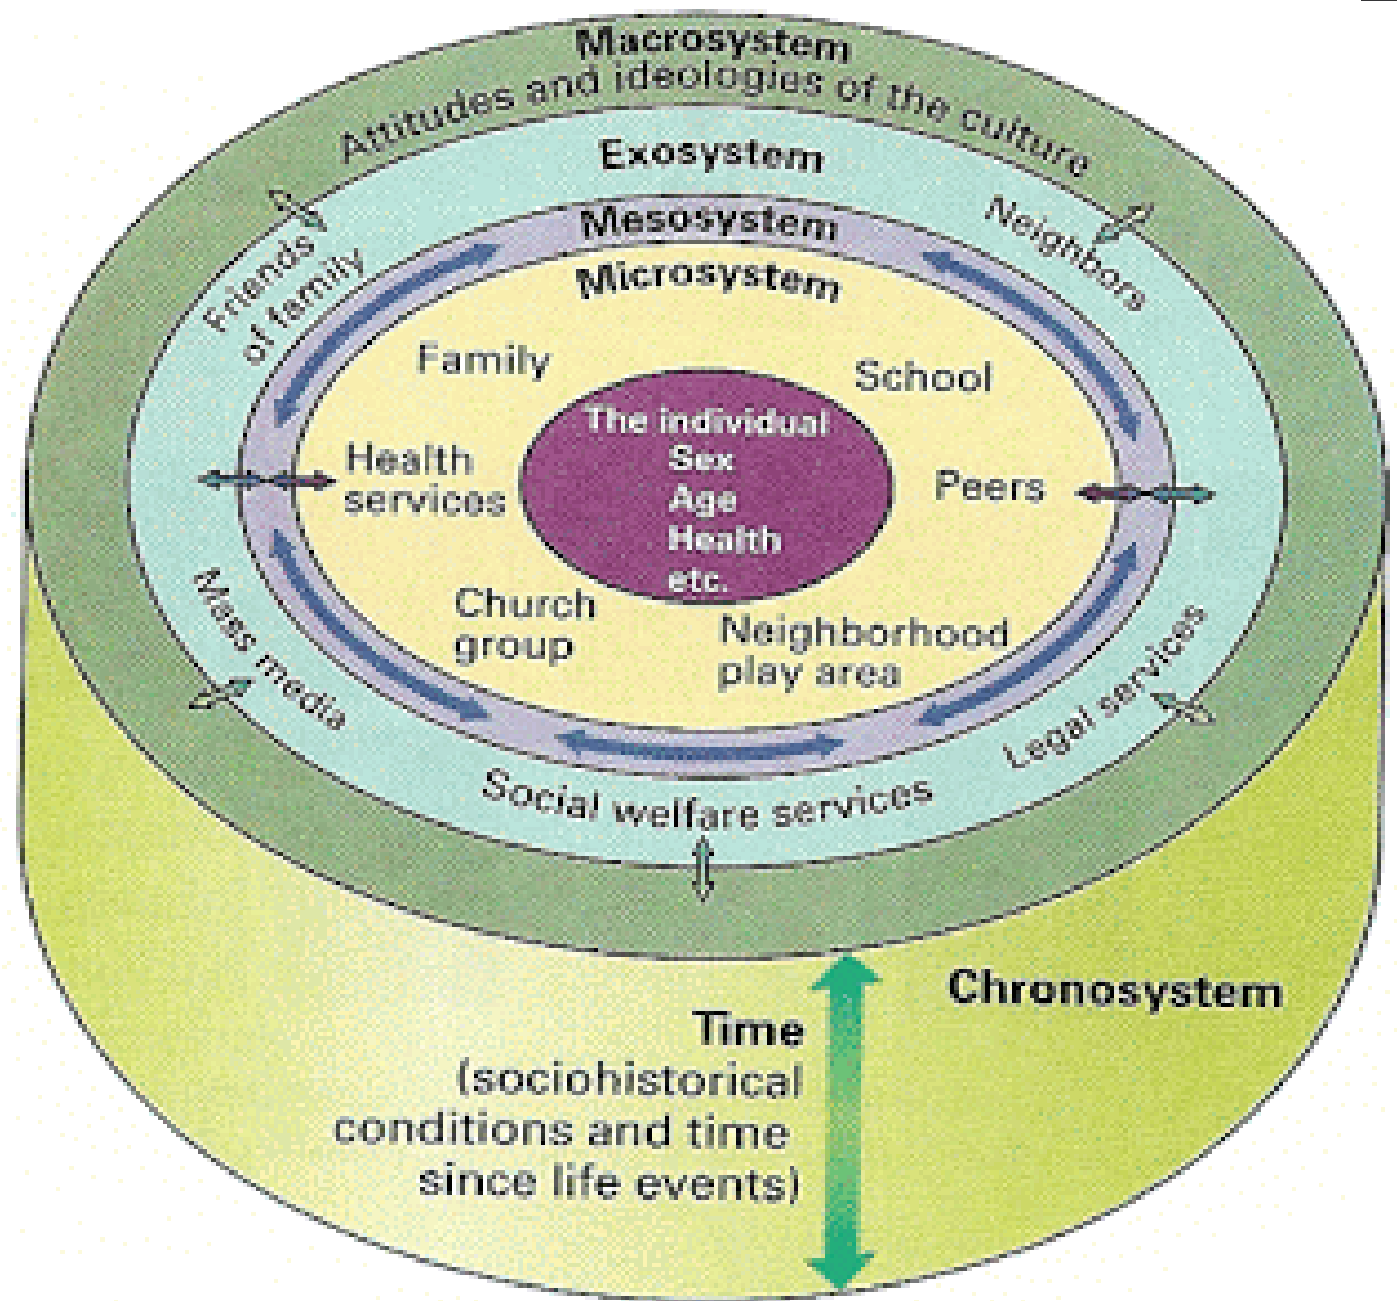 Macrosystem
Attitudes and ideologies of the culture
Exosystem
Mesosystem
Microsystem
Friends
of family
Neighbors
Family
School
The individual
Sex
Age
Health
etc.
Health
services
Peers
Church
group
Neighborhood
play area
Mass media
Legal services
Social welfare services
Chronosystem
Time
(sociohistorical
conditions and time
since life events)